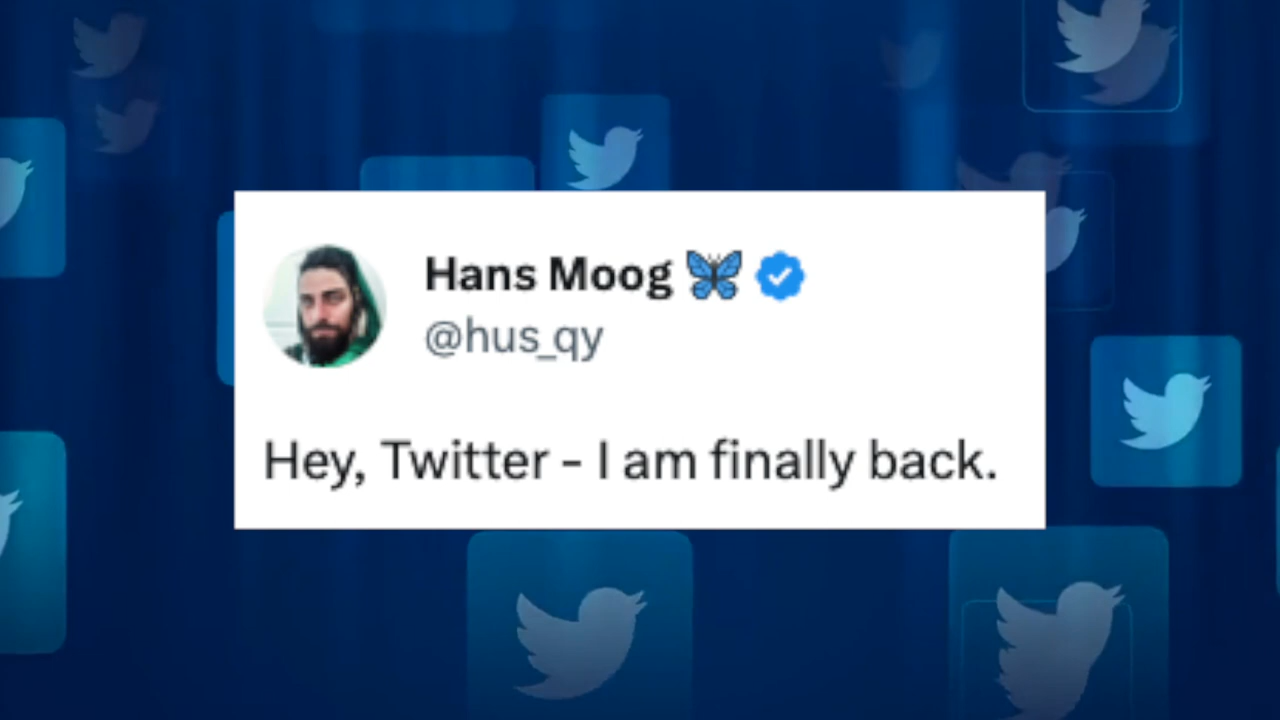 Hans Moog 🦋
@hus_qy
Hey, Twitter - I am finally back.